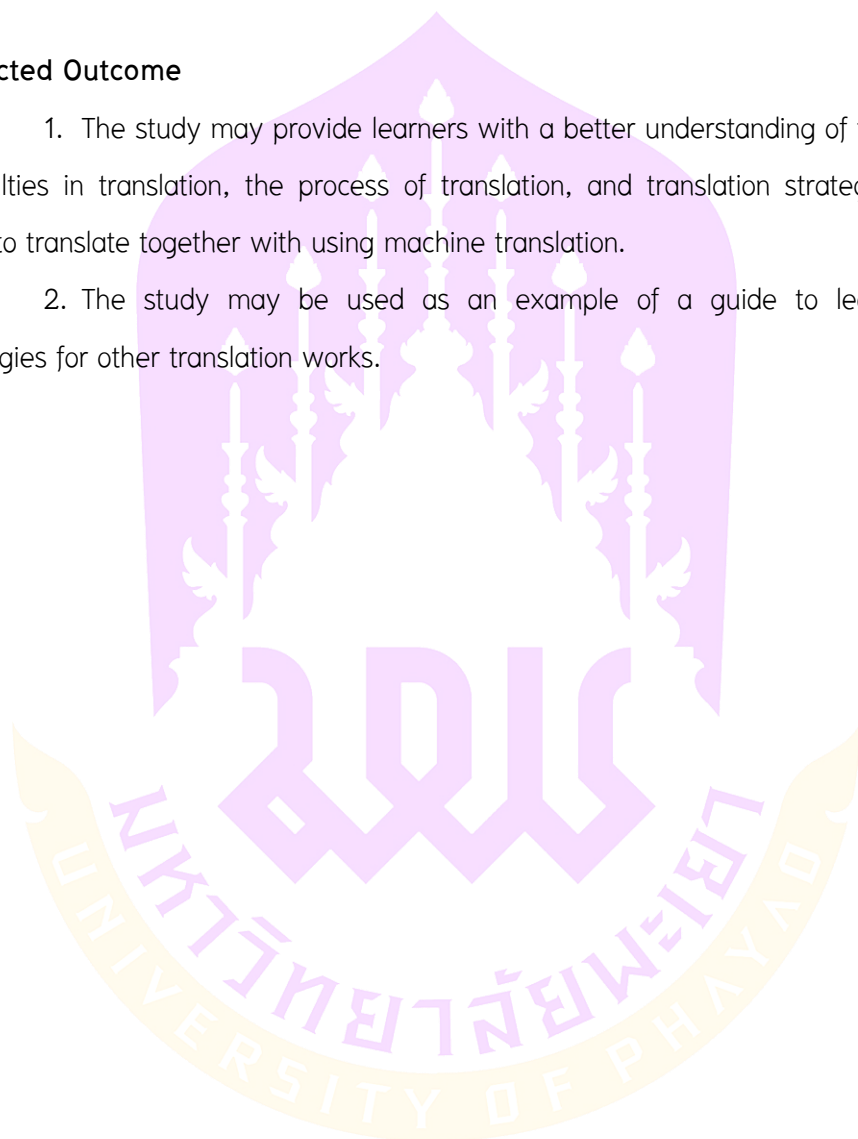 cted Outcome
1. The study may provide learners with a better understanding of
lties in translation, the process of translation, and translation strate
to translate together with using machine translation.
2. The study may be used as an example of a guide to le
gies for other translation works.
มหาวิทยาลัยพะเยา
UNIVERSITY OF PHAYAO